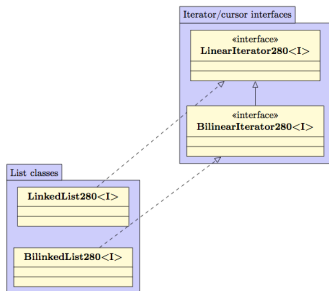 Iterator/cursor interfaces
«interface»
LinearIterator280<I>
«interface»
BilinearIterator280<I>
List classes
LinkedList280<I>
BilinkedList280<I>